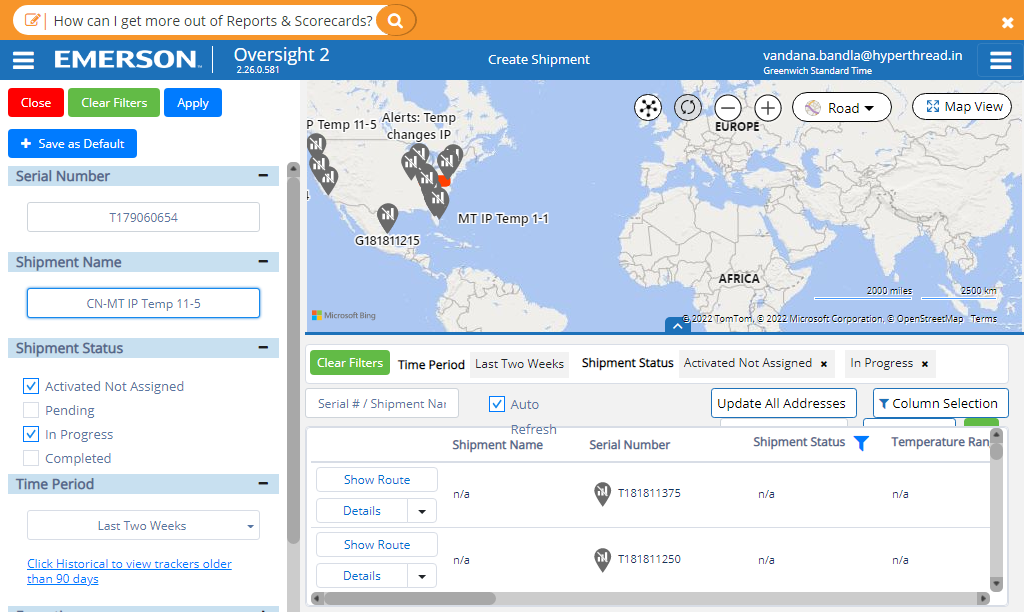 How can I get more out of Reports & Scorecards?
EMERSON
Oversight 2
2.26.0.581
Create Shipment
vandana.bandla@hyperthread.in
Greenwich Standard Time
Close
Clear Filters
Apply
Save as Default
Serial Number
T179060654
Shipment Name
CN-MT IP Temp 11-5
Shipment Status
Activated Not Assigned
Pending
In Progress
Completed
Time Period
Last Two Weeks
Click Historical to view trackers older
than 90 days
P Temp 11-5
Alerts: Temp
changes IP
MT IP Temp 1-1
G181811215
EUROPE
AFRICA
Road
Map View
2000 miles
2500 km
Microsoft Bing
© 2022 TomTom, © 2022 Microsoft Corporation, © OpenStreetMap Terms
Clear Filters
Time Period
Last Two Weeks
Shipment Status
Activated Not Assigned ×
In Progress ×
Serial # / Shipment Nar
Auto
Refresh
Update All Addresses
Column Selection
Shipment Name
Serial Number
Shipment Status
Temperature Ran
Show Route
Details
n/a
T181811375
n/a
n/a
Show Route
Details
n/a
T181811250
n/a
n/a